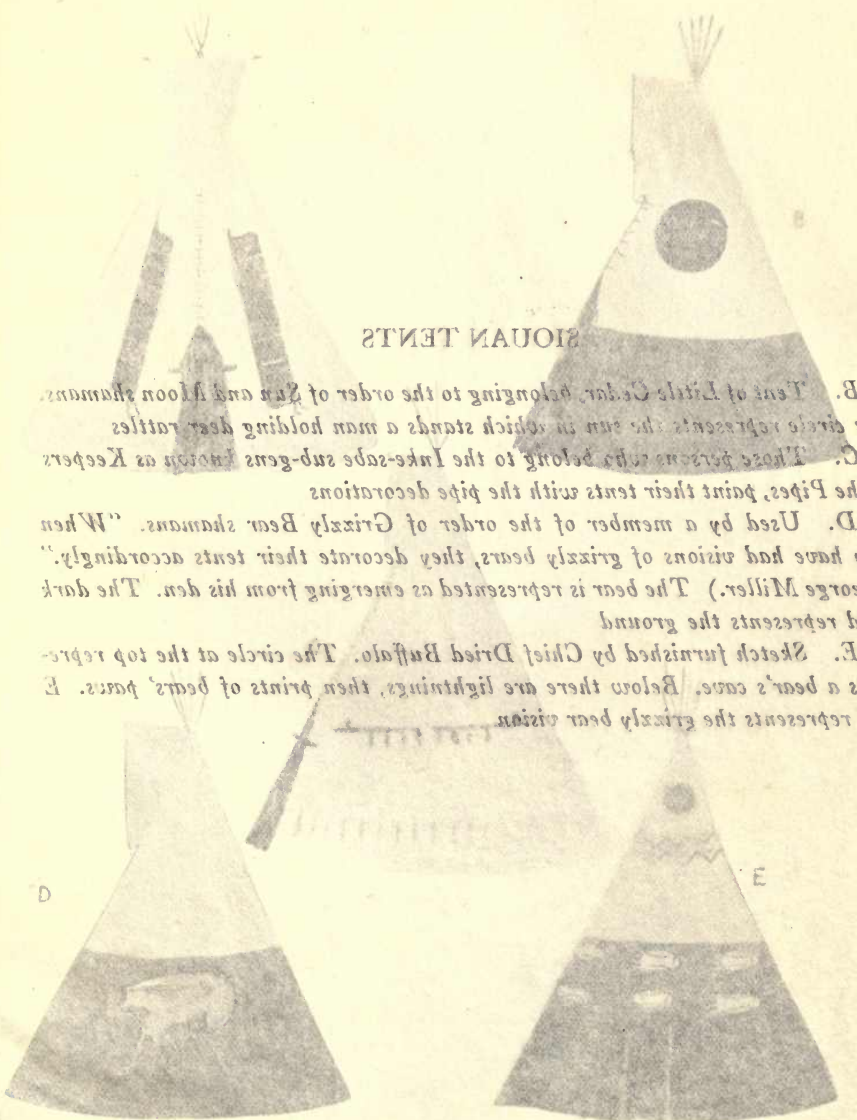 SIOUAN TENTS
B. Tent of Little Cedar, belonging to the order of Sun and Moon shamans.
circle represents the sun in which stands a man holding deer rattles
C. Those persons who belong to the Inke-sabe sub-gens known as Keepers
he Pipes, paint their tents with the pipe decorations
D. Used by a member of the order of Grizzly Bear shamans. "When
have had visions of grizzly bears, they decorate their tents accordingly."
eorge Miller.) The bear is represented as emerging from his den. The dark
d represents the ground
E. Sketch furnished by Chief Dried Buffalo. The circle at the top repre-
s a bear's cave. Below there are lightnings, then prints of bears' paws. E
represents the grizzly bear vision
B
D
E